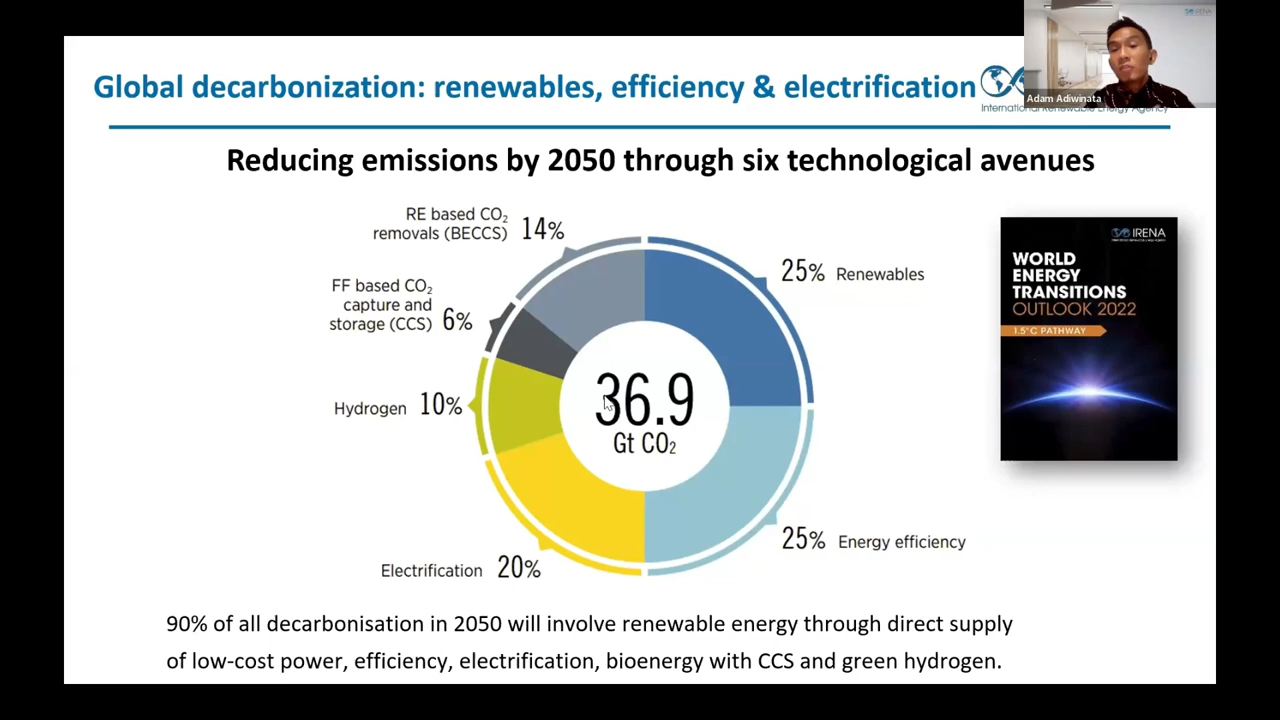 IRENA
Adam Adiwinata
Global decarbonization: renewables, efficiency & electrification
International Renewable Energy Agency
Reducing emissions by 2050 through six technological avenues
RE based CO₂
removals (BECCS) 14%
25% Renewables
FF based CO₂
capture and
storage (CCS) 6%
Hydrogen 10%
36.9
Gt CO₂
Electrification 20%
25% Energy efficiency
IRENA
WORLD
ENERGY
TRANSITIONS
OUTLOOK 2022
1.5°C PATHWAY
90% of all decarbonisation in 2050 will involve renewable energy through direct supply
of low-cost power, efficiency, electrification, bioenergy with CCS and green hydrogen.